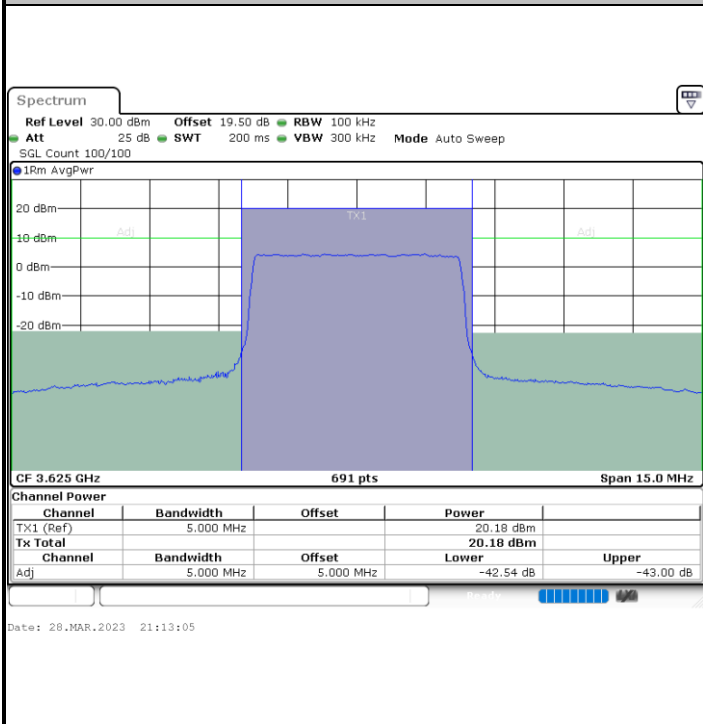 Spectrum
Ref Level 30.00 dBm Offset 19.50 dB RBW 100 kHz
Att 25 dB SWT 200 ms VBW 300 kHz Mode Auto Sweep
SGL Count 100/100
1Rm AvgPwr
20 dBm
TX1
10 dBm
Adj Adj
0 dBm
-10 dBm
-20 dBm
CF 3.625 GHz 691 pts Span 15.0 MHz
Channel Power
Channel Bandwidth Offset Power
TX1 (Ref) 5.000 MHz 20.18 dBm
Tx Total 20.18 dBm
Channel Bandwidth Offset Lower Upper
Adj 5.000 MHz 5.000 MHz -42.54 dB -43.00 dB
Ready
Date: 28.MAR.2023 21:13:05